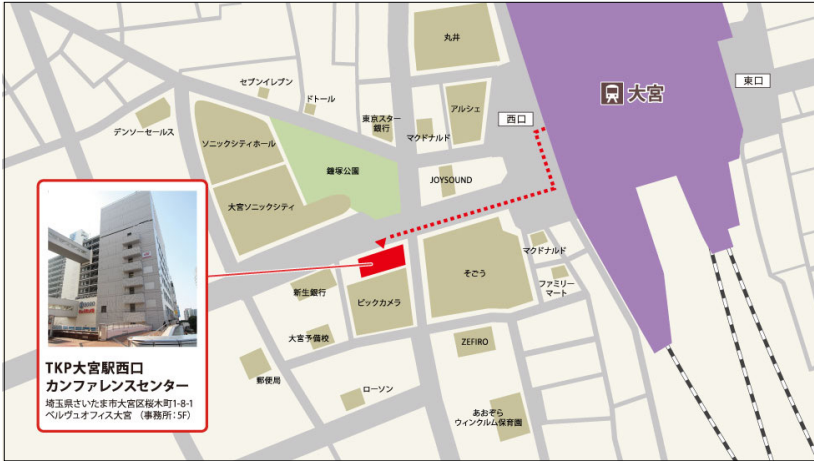 丸井
大宮
東口
セブンイレブン
ドトール
東京スター
銀行
アルシェ
西口
マクドナルド
デンソーセールス
ソニックシティホール
鐘塚公園
JOYSOUND
大宮ソニックシティ
マクドナルド
そごう
ファミリー
マート
新生銀行
ビックカメラ
大宮予備校
ZEFIRO
郵便局
ローソン
あおぞら
ウィンクルム保育園
TKP大宮駅西口
カンファレンスセンター
埼玉県さいたま市大宮区桜木町1-8-1
ベルヴュオフィス大宮 （事務所：5F）